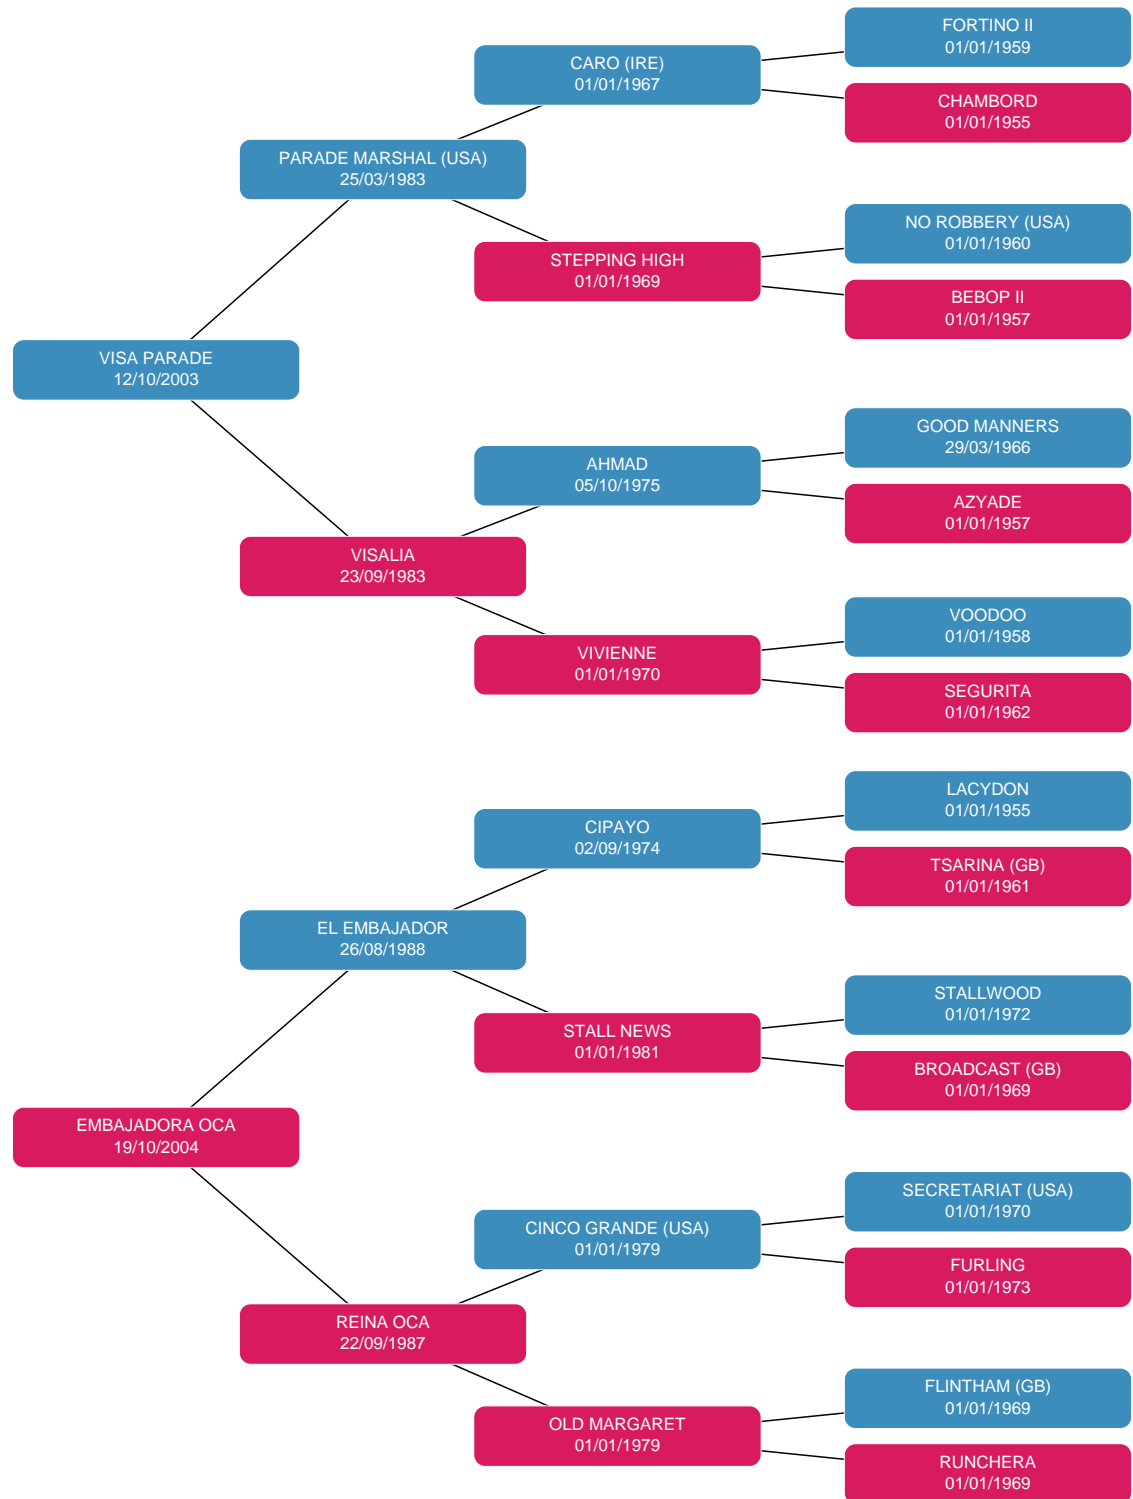 FORTINO II
01/01/1959
CARO (IRE)
01/01/1967
CHAMBORD
01/01/1955
PARADE MARSHAL (USA)
25/03/1983
NO ROBBERY (USA)
01/01/1960
STEPPING HIGH
01/01/1969
BEBOP II
01/01/1957
VISA PARADE
12/10/2003
GOOD MANNERS
29/03/1966
AHMAD
05/10/1975
AZYADE
01/01/1957
VISALIA
23/09/1983
VOODOO
01/01/1958
VIVIENNE
01/01/1970
SEGURITA
01/01/1962
LACYDON
01/01/1955
CIPAYO
02/09/1974
TSARINA (GB)
01/01/1961
EL EMBAJADOR
26/08/1988
STALLWOOD
01/01/1972
STALL NEWS
01/01/1981
BROADCAST (GB)
01/01/1969
EMBAJADORA OCA
19/10/2004
SECRETARIAT (USA)
01/01/1970
CINCO GRANDE (USA)
01/01/1979
FURLING
01/01/1973
REINA OCA
22/09/1987
FLINTHAM (GB)
01/01/1969
OLD MARGARET
01/01/1979
RUNCHERA
01/01/1969